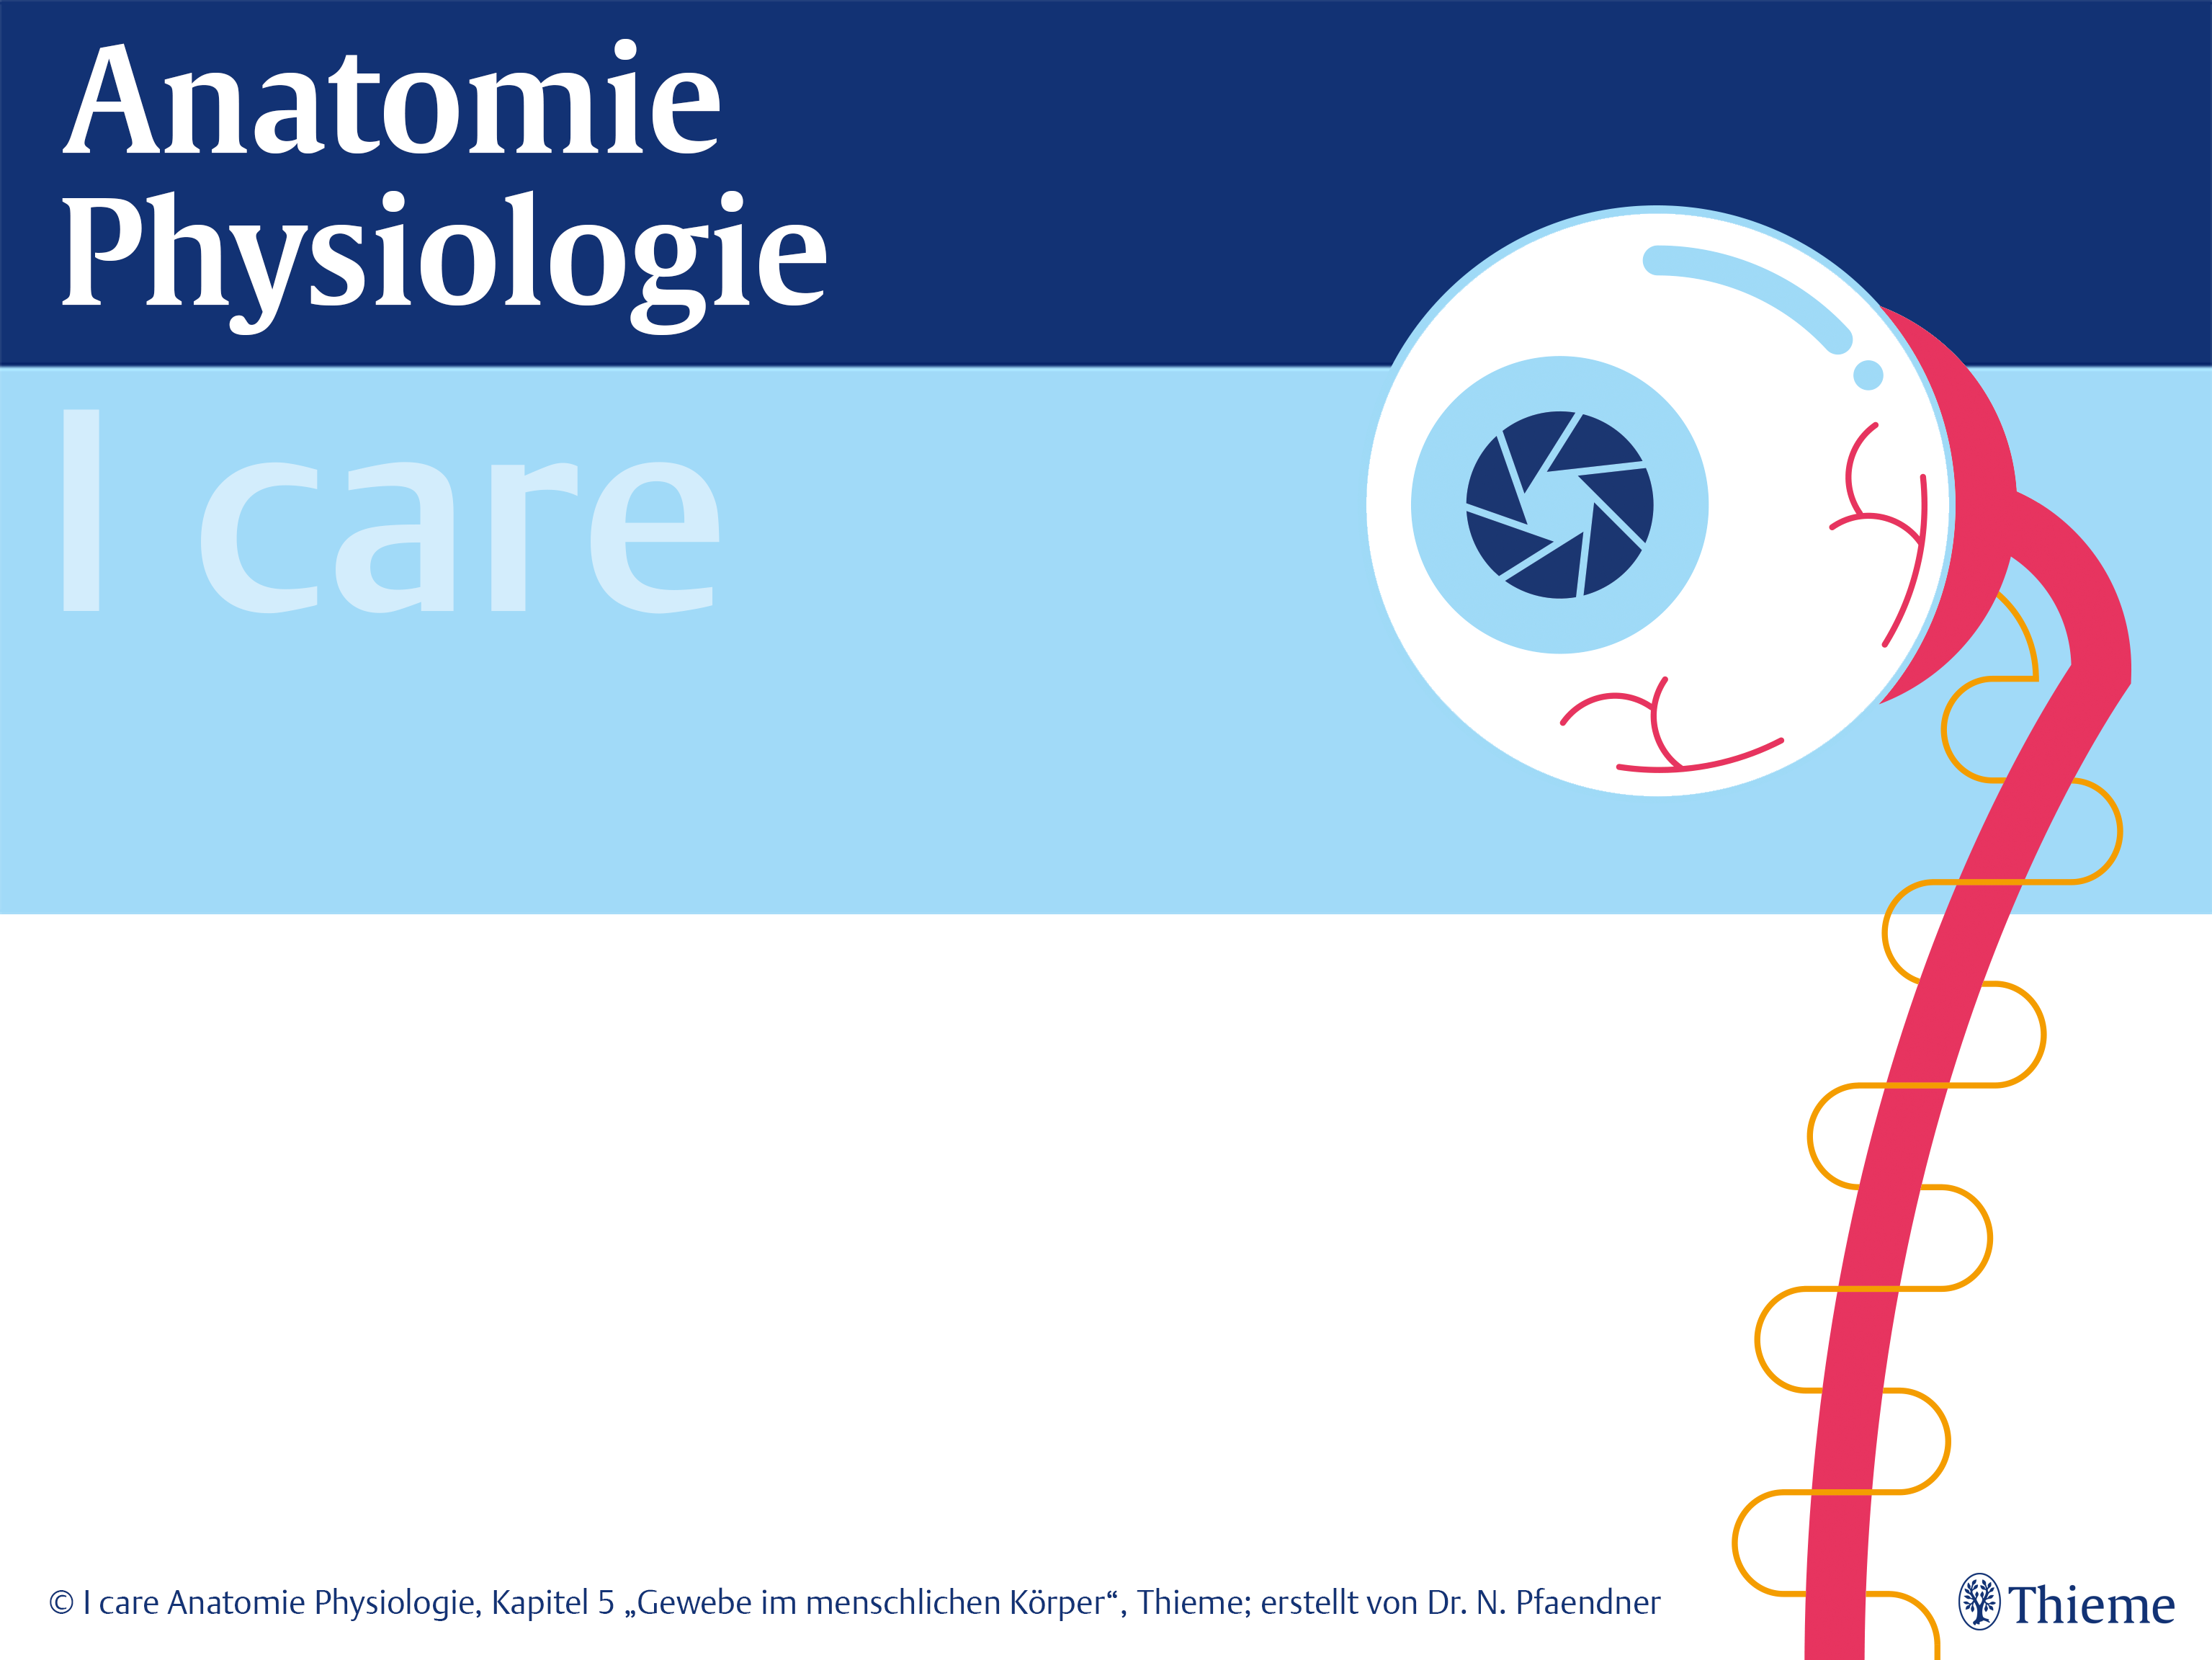 Anatomie
Physiologie
I care
© I care Anatomie Physiologie, Kapitel 5 „Gewebe im menschlichen Körper“, Thieme; erstellt von Dr. N. Pfaendner
Thieme